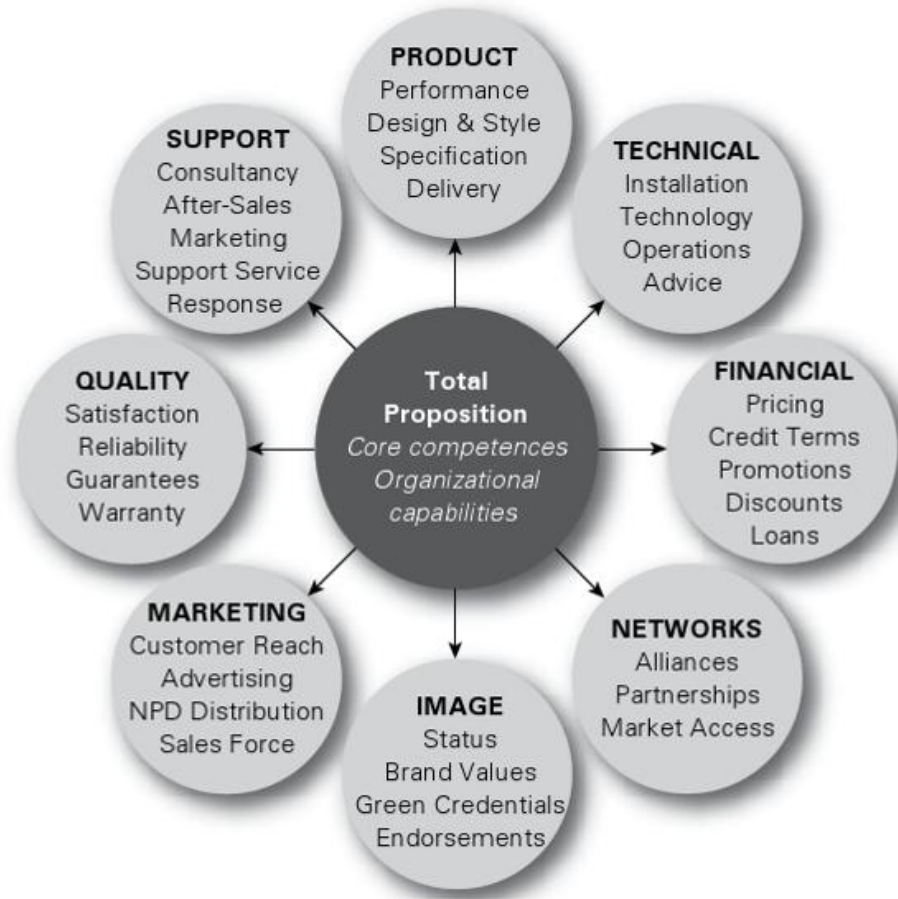 PRODUCT
Performance
Design & Style
Specification
Delivery
SUPPORT
Consultancy
After-Sales
Marketing
Support Service
Response
TECHNICAL
Installation
Technology
Operations
Advice
QUALITY
Satisfaction
Reliability
Guarantees
Warranty
Total
Proposition
Core competences
Organizational
capabilities
FINANCIAL
Pricing
Credit Terms
Promotions
Discounts
Loans
MARKETING
Customer Reach
Advertising
NPD Distribution
Sales Force
IMAGE
Status
Brand Values
Green Credentials
Endorsements
NETWORKS
Alliances
Partnerships
Market Access